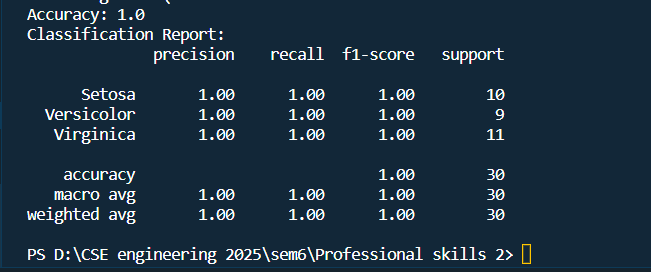 Accuracy: 1.0
Classification Report:
              precision    recall  f1-score   support

      Setosa       1.00      1.00      1.00        10
  Versicolor       1.00      1.00      1.00         9
   Virginica       1.00      1.00      1.00        11

    accuracy                           1.00        30
   macro avg       1.00      1.00      1.00        30
weighted avg       1.00      1.00      1.00        30

PS D:\CSE engineering 2025\sem6\Professional skills 2>